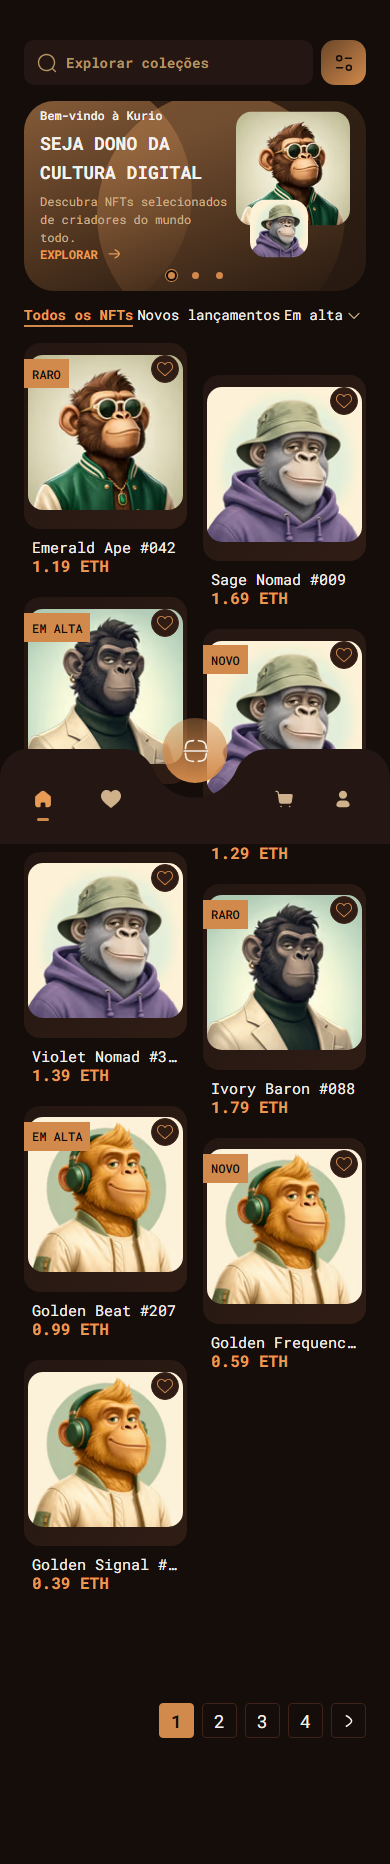 Explorar coleções
Bem-vindo à Kurio
SEJA DONO DA
CULTURA DIGITAL
Descubra NFTs selecionados
de criadores do mundo
todo.
EXPLORAR
Todos os NFTs Novos lançamentos Em alta
RARO
Emerald Ape #042
1.19 ETH
Sage Nomad #009
1.69 ETH
EM ALTA
NOVO
1.29 ETH
Violet Nomad #3…
1.39 ETH
RARO
Ivory Baron #088
1.79 ETH
EM ALTA
Golden Beat #207
0.99 ETH
NOVO
Golden Frequenc…
0.59 ETH
Golden Signal #…
0.39 ETH
1 2 3 4